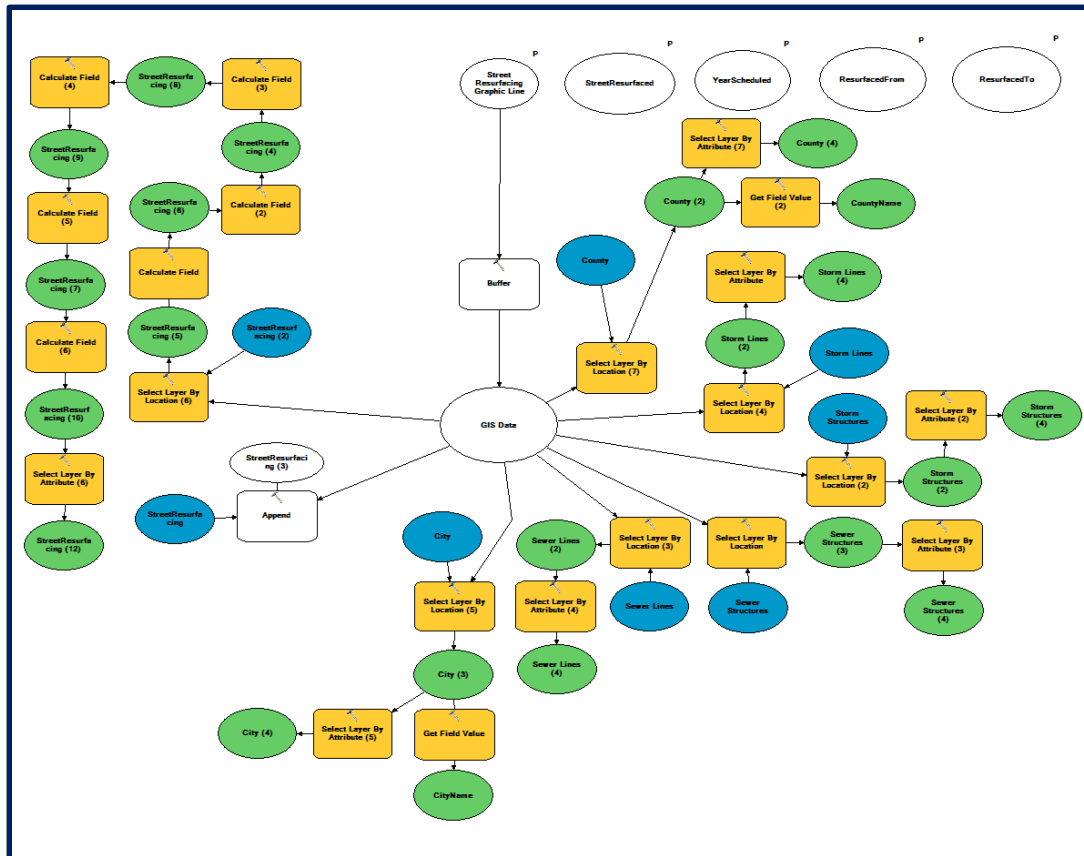 P
P
P
P
P
Calculate Field
(4)
StreetResurfa
cing (8)
Calculate Field
(3)
Street
Resurfacing
Graphic Line
StreetResurfaced
YearScheduled
ResurfacedFrom
ResurfacedTo
StreetResurfa
cing (9)
StreetResurfa
cing (4)
Select Layer By
Attribute (7)
County (4)
Calculate Field
(5)
StreetResurfa
cing (6)
Calculate Field
(2)
County (2)
Get Field Value
(2)
CountyName
StreetResurfa
cing (7)
Calculate Field
Buffer
County
Select Layer By
Attribute
Storm Lines
(4)
Calculate Field
(6)
StreetResurfa
cing (5)
StreetResurf
acing (2)
Select Layer By
Location (7)
Storm Lines
(2)
Storm Lines
StreetResurf
acing (10)
Select Layer By
Location (6)
GIS Data
Select Layer By
Location (4)
Storm
Structures
Select Layer By
Attribute (2)
Storm
Structures
(4)
Select Layer By
Attribute (6)
StreetResurfaci
ng (3)
Select Layer By
Location (2)
Storm
Structures
(2)
StreetResurfa
cing
Append
StreetResurfa
cing (12)
City
Sewer Lines
(2)
Select Layer By
Location (3)
Select Layer By
Location
Sewer
Structures
(3)
Select Layer By
Attribute (3)
Select Layer By
Location (5)
Select Layer By
Attribute (4)
Sewer Lines
Sewer
Structures
Sewer
Structures
(4)
City (3)
Sewer Lines
(4)
City (4)
Select Layer By
Attribute (5)
Get Field Value
CityName